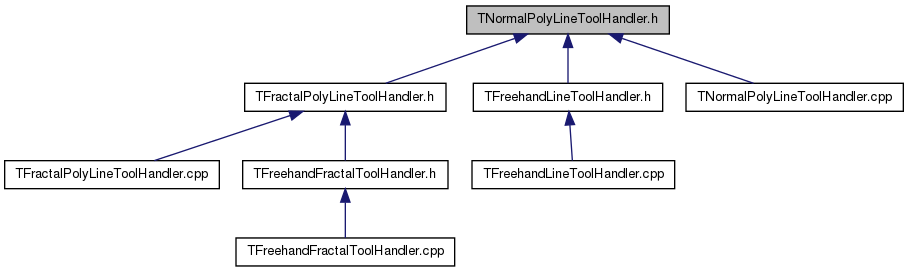 TNormalPolyLineToolHandler.h
TFractalPolyLineToolHandler.h
TFreehandLineToolHandler.h
TNormalPolyLineToolHandler.cpp
TFractalPolyLineToolHandler.cpp
TFreehandFractalToolHandler.h
TFreehandLineToolHandler.cpp
TFreehandFractalToolHandler.cpp